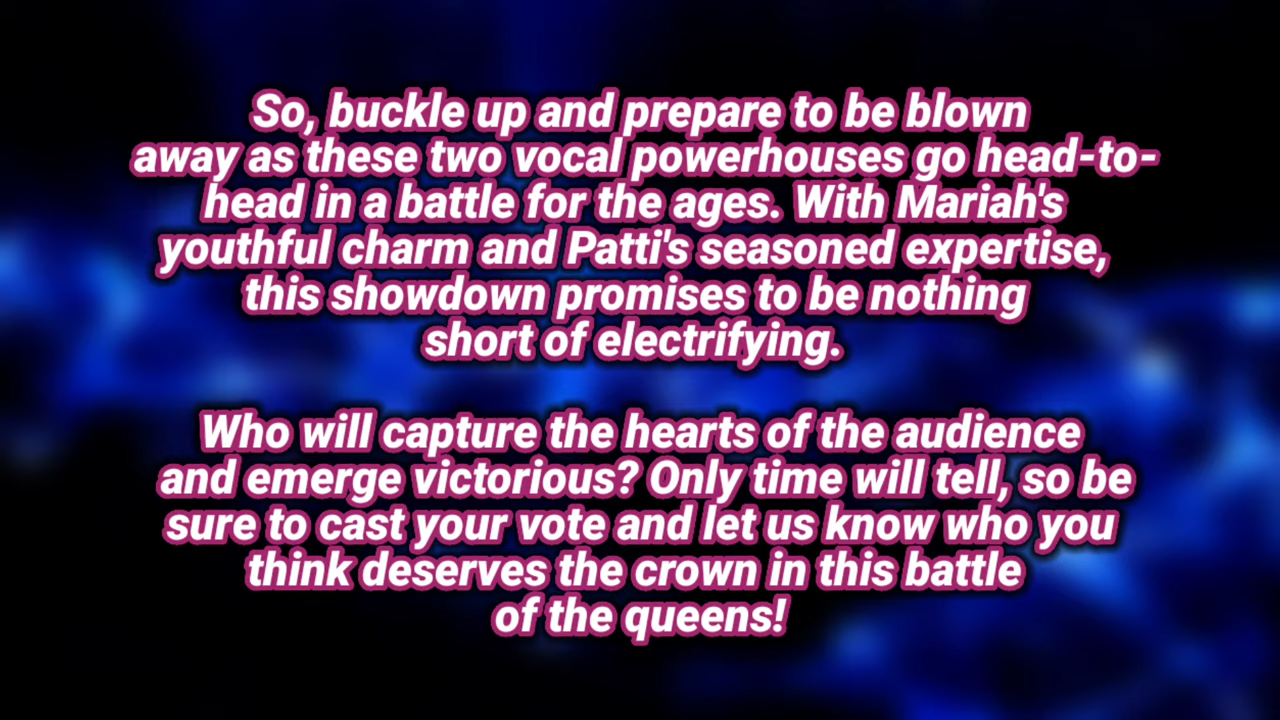 So, buckle up and prepare to be blown
away as these two vocal powerhouses go head-to-
head in a battle for the ages. With Mariah's
youthful charm and Patti's seasoned expertise,
this showdown promises to be nothing
short of electrifying.
Who will capture the hearts of the audience
and emerge victorious? Only time will tell, so be
sure to cast your vote and let us know who you
think deserves the crown in this battle
of the queens!